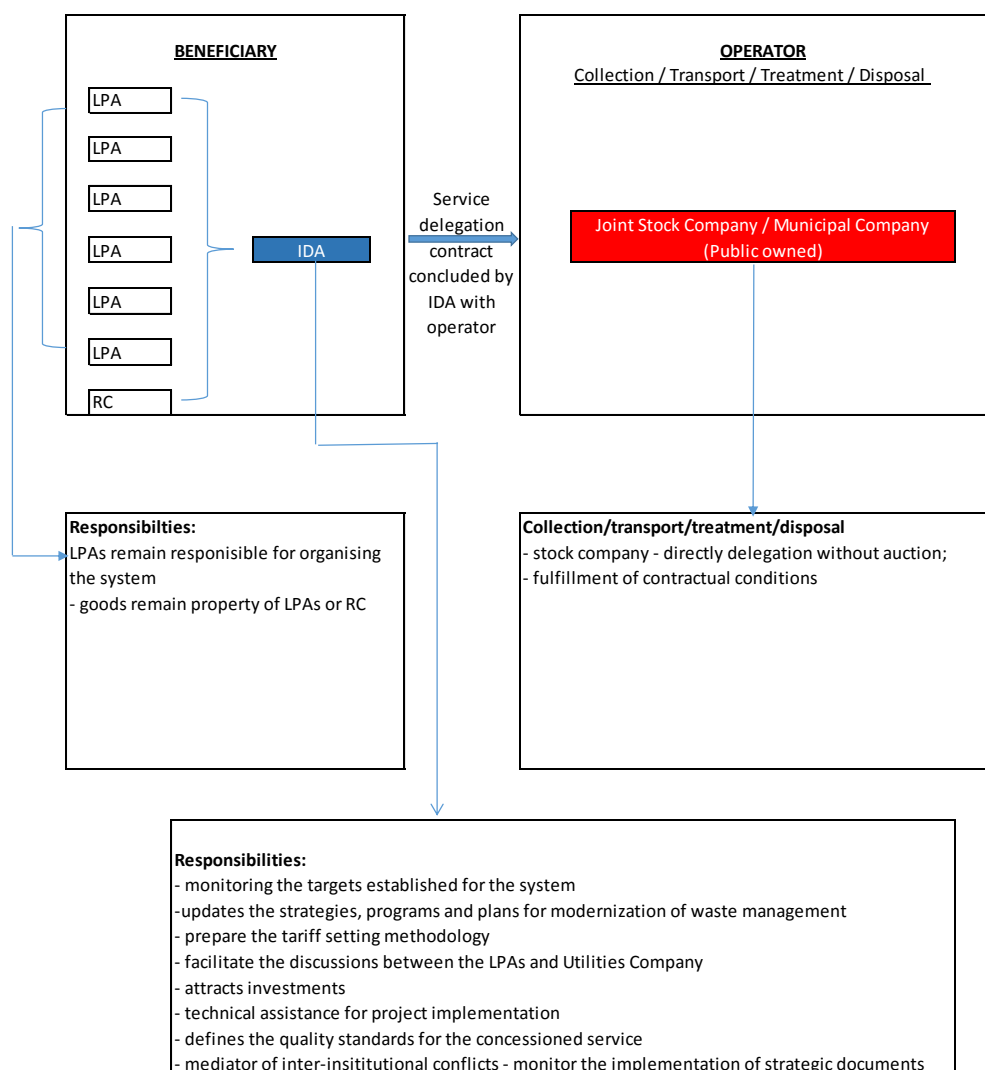 BENEFICIARY
LPA
LPA
LPA
LPA
LPA
LPA
RC
IDA
Service
delegation
contract
concluded by
IDA with
operator
OPERATOR
Collection / Transport / Treatment / Disposal
Joint Stock Company / Municipal Company
(Public owned)
Responsibilties:
LPAs remain responisible for organising
the system
- goods remain property of LPAs or RC
Collection/transport/treatment/disposal
- stock company - directly delegation without auction;
- fulfillment of contractual conditions
Responsibilities:
- monitoring the targets established for the system
-updates the strategies, programs and plans for modernization of waste management
- prepare the tariff setting methodology
- facilitate the discussions between the LPAs and Utilities Company
- attracts investments
- technical assistance for project implementation
- defines the quality standards for the concessioned service
- mediator of inter-insititutional conflicts - monitor the implementation of strategic documents